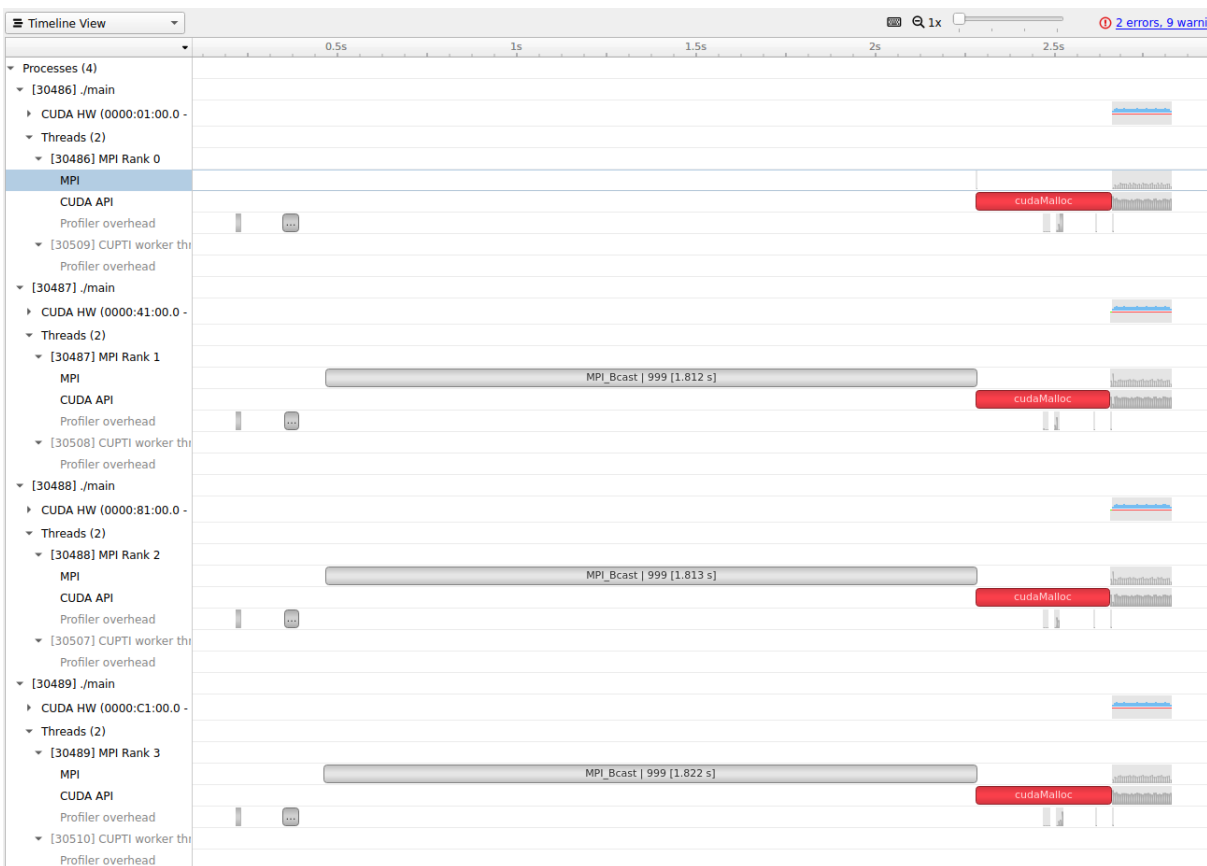 Timeline View 1x 2 errors, 9 warni
0.5s 1s 1.5s 2s 2.5s
Processes (4)
[30486] ./main
CUDA HW (0000:01:00.0 -
Threads (2)
[30486] MPI Rank 0
MPI
CUDA API cudaMalloc
Profiler overhead ...
[30509] CUPTI worker thr
Profiler overhead
[30487] ./main
CUDA HW (0000:41:00.0 -
Threads (2)
[30487] MPI Rank 1
MPI MPI_Bcast | 999 [1.812 s]
CUDA API cudaMalloc
Profiler overhead ...
[30508] CUPTI worker thr
Profiler overhead
[30488] ./main
CUDA HW (0000:81:00.0 -
Threads (2)
[30488] MPI Rank 2
MPI MPI_Bcast | 999 [1.813 s]
CUDA API cudaMalloc
Profiler overhead ...
[30507] CUPTI worker thr
Profiler overhead
[30489] ./main
CUDA HW (0000:C1:00.0 -
Threads (2)
[30489] MPI Rank 3
MPI MPI_Bcast | 999 [1.822 s]
CUDA API cudaMalloc
Profiler overhead ...
[30510] CUPTI worker thr
Profiler overhead